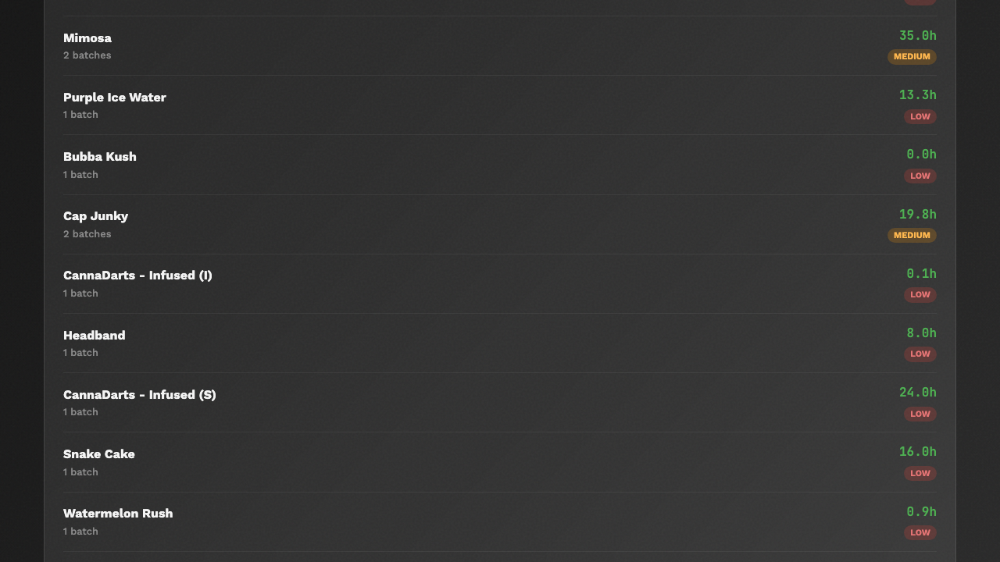 Mimosa
35.0h
2 batches
MEDIUM
Purple Ice Water
13.3h
1 batch
LOW
Bubba Kush
0.0h
1 batch
LOW
Cap Junky
19.8h
2 batches
MEDIUM
CannaDarts - Infused (I)
0.1h
1 batch
LOW
Headband
8.0h
1 batch
LOW
CannaDarts - Infused (S)
24.0h
1 batch
LOW
Snake Cake
16.0h
1 batch
LOW
Watermelon Rush
0.9h
1 batch
LOW